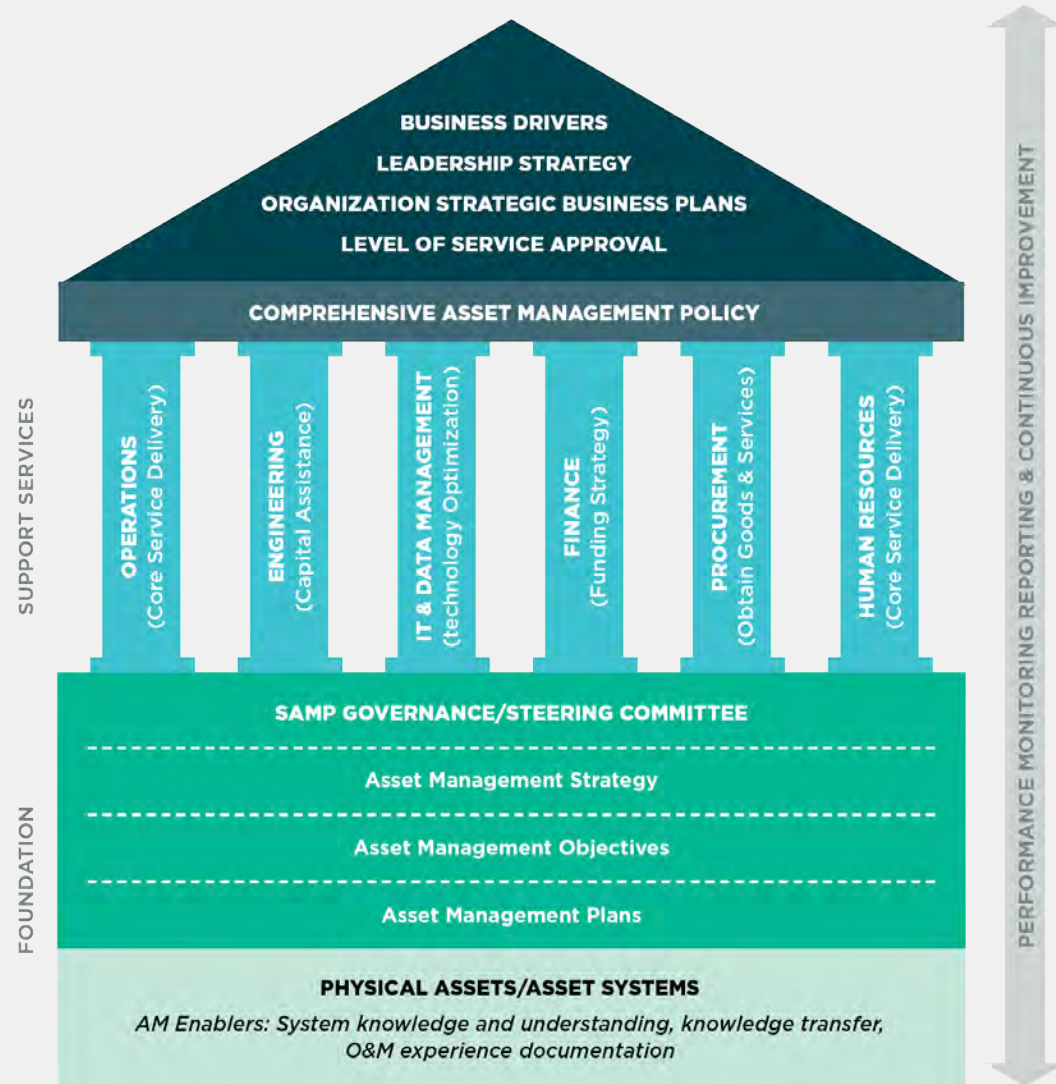 BUSINESS DRIVERS
LEADERSHIP STRATEGY
ORGANIZATION STRATEGIC BUSINESS PLANS
LEVEL OF SERVICE APPROVAL
COMPREHENSIVE ASSET MANAGEMENT POLICY
SUPPORT SERVICES
OPERATIONS
(Core Service Delivery)
ENGINEERING
(Capital Assistance)
IT & DATA MANAGEMENT
(technology Optimization)
FINANCE
(Funding Strategy)
PROCUREMENT
(Obtain Goods & Services)
HUMAN RESOURCES
(Core Service Delivery)
FOUNDATION
SAMP GOVERNANCE/STEERING COMMITTEE
Asset Management Strategy
Asset Management Objectives
Asset Management Plans
PHYSICAL ASSETS/ASSET SYSTEMS
AM Enablers: System knowledge and understanding, knowledge transfer,
O&M experience documentation
PERFORMANCE MONITORING REPORTING & CONTINUOUS IMPROVEMENT